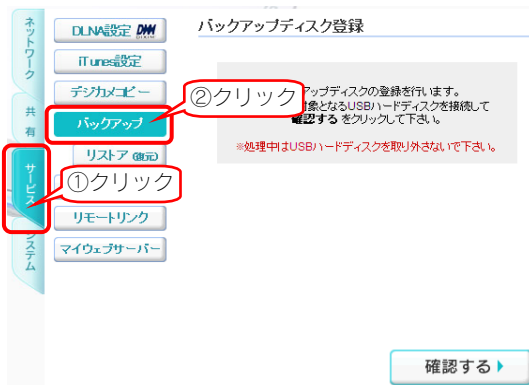 ネットワーク
共有
サービス
システム
DLNA設定
iTunes設定
デジカメコピー
バックアップ
リストア(復元)
リモートリンク
マイウェブサーバー
①クリック
②クリック
バックアップディスク登録
アップディスクの登録を行います。
象となるUSBハードディスクを接続して
確認する をクリックして下さい。
※処理中はUSBハードディスクを取り外さないで下さい。
確認する